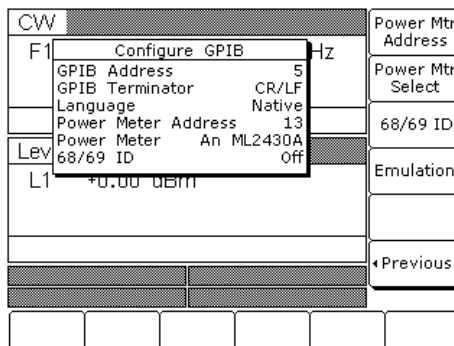 CW
F1 Hz
Configure GPIB
GPIB Address 5
GPIB Terminator CR/LF
Language Native
Power Meter Address 13
Power Meter An ML2430A
68/69 ID Off
Lev
L1 +0.00 dBm
Power Mtr
Address
Power Mtr
Select
68/69 ID
Emulation
Previous